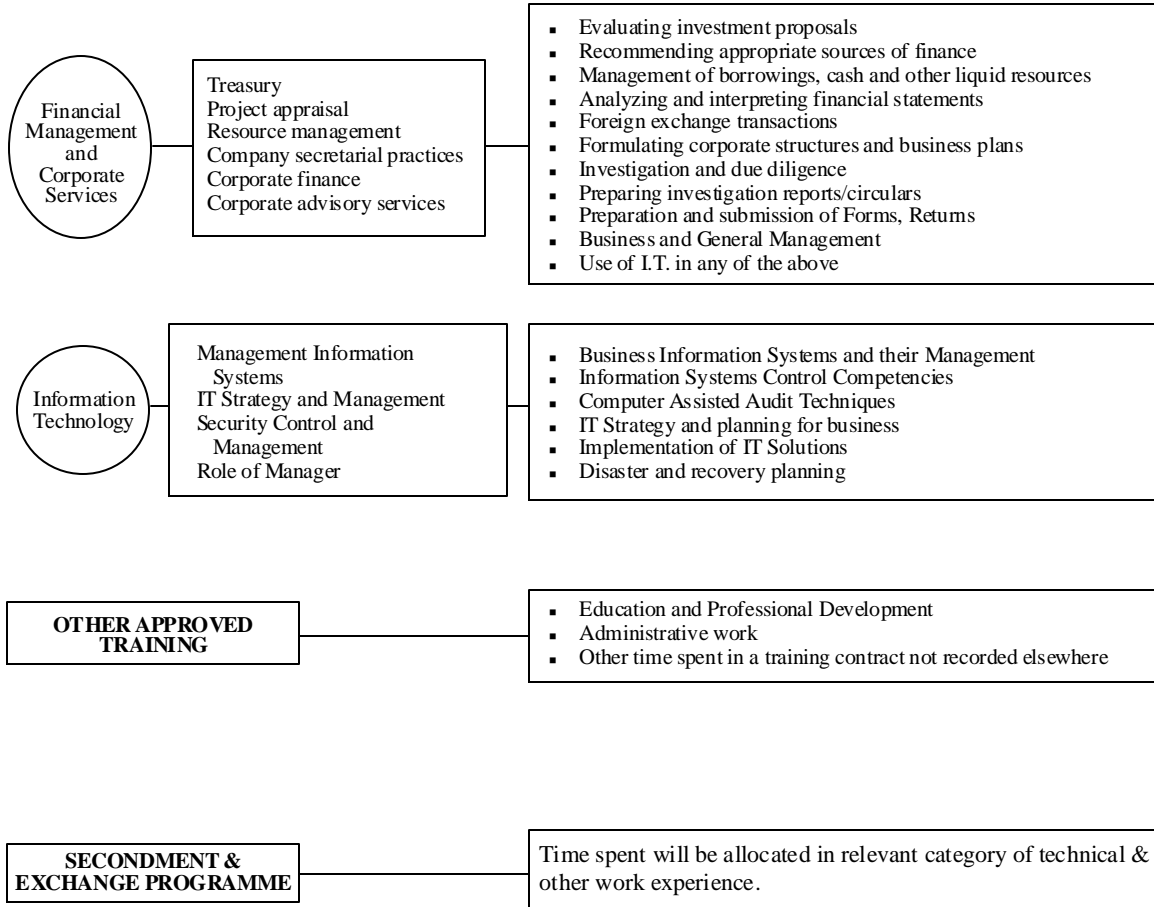 Financial
Management
and
Corporate
Services
Treasury
Project appraisal
Resource management
Company secretarial practices
Corporate finance
Corporate advisory services
▪ Evaluating investment proposals
▪ Recommending appropriate sources of finance
▪ Management of borrowings, cash and other liquid resources
▪ Analyzing and interpreting financial statements
▪ Foreign exchange transactions
▪ Formulating corporate structures and business plans
▪ Investigation and due diligence
▪ Preparing investigation reports/circulars
▪ Preparation and submission of Forms, Returns
▪ Business and General Management
▪ Use of I.T. in any of the above
Information
Technology
Management Information
Systems
IT Strategy and Management
Security Control and
Management
Role of Manager
▪ Business Information Systems and their Management
▪ Information Systems Control Competencies
▪ Computer Assisted Audit Techniques
▪ IT Strategy and planning for business
▪ Implementation of IT Solutions
▪ Disaster and recovery planning
OTHER APPROVED
TRAINING
▪ Education and Professional Development
▪ Administrative work
▪ Other time spent in a training contract not recorded elsewhere
SECONDMENT &
EXCHANGE PROGRAMME
Time spent will be allocated in relevant category of technical &
other work experience.